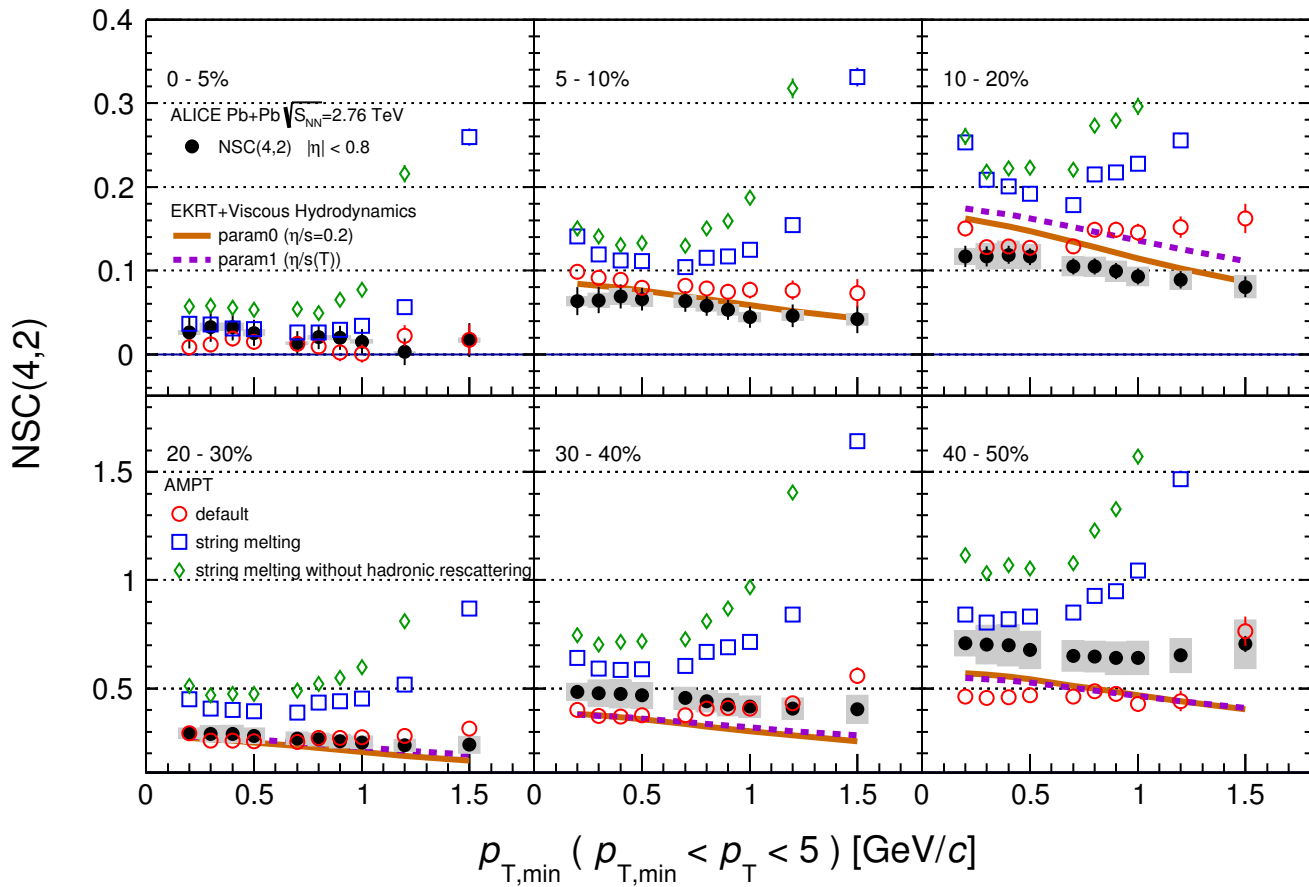 NSC(4,2)
0.4
0.3
0.2
0.1
0
0 - 5%
ALICE Pb+Pb √S_NN=2.76 TeV
NSC(4,2) |η| < 0.8
EKRT+Viscous Hydrodynamics
param0 (η/s=0.2)
param1 (η/s(T))
5 - 10%
10 - 20%
1.5
1
0.5
20 - 30%
AMPT
default
string melting
string melting without hadronic rescattering
30 - 40%
40 - 50%
0 0.5 1 1.5 0 0.5 1 1.5 0 0.5 1 1.5
p_T,min ( p_T,min < p_T < 5 ) [GeV/c]